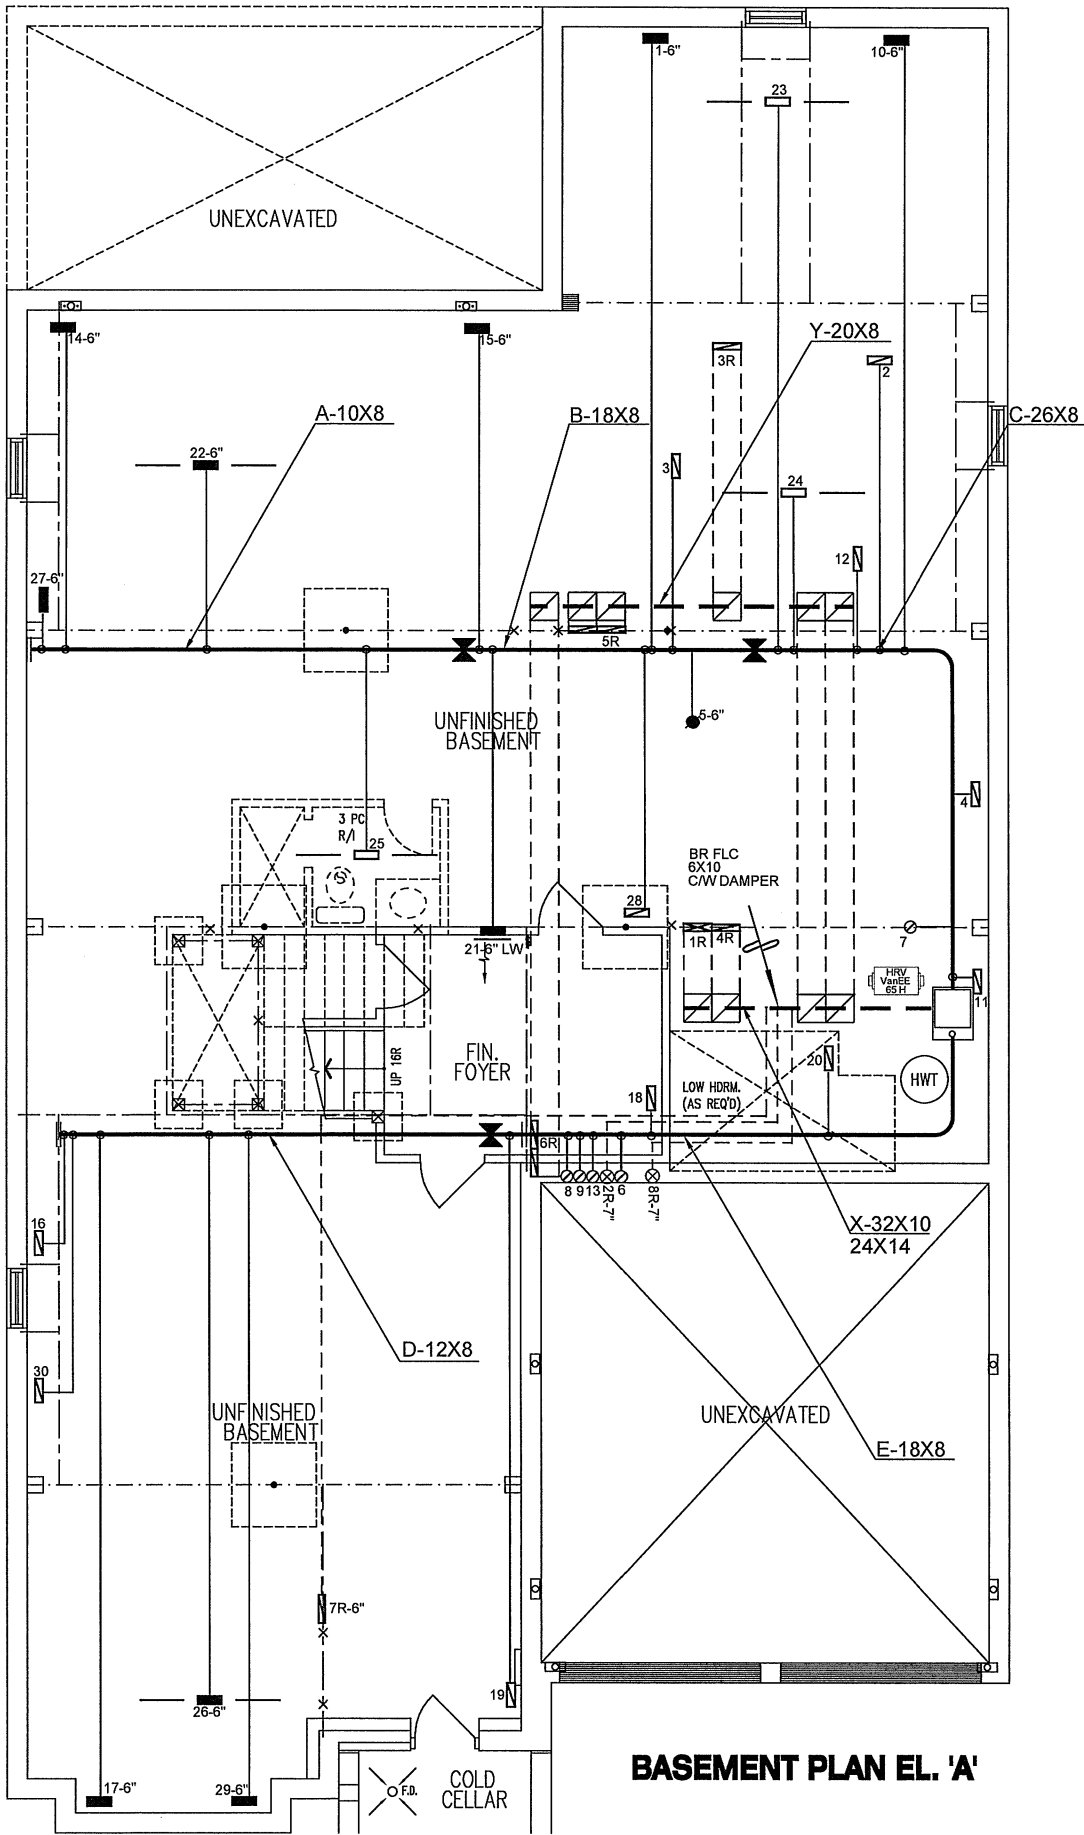 1-6"
10-6"
23
UNEXCAVATED
14-6"
15-6"
Y-20X8
3R
2
A-10X8
B-18X8
C-26X8
22-6"
3
24
12
27-6"
5R
5-6"
UNFINISHED
BASEMENT
4
3 PC
R/I
25
S
BR FLC
6X10
C/W DAMPER
28
21-6" LW
1R
4R
7
HRV
VanEE
65 H
11
FIN.
FOYER
UP 16R
20
HWT
LOW HDRM.
(AS REQ'D)
18
6R
8
9
13
2R-7"
6
8R-7"
16
X-32X10
24X14
D-12X8
30
UNFINISHED
BASEMENT
UNEXCAVATED
E-18X8
7R-6"
19
26-6"
17-6"
29-6"
F.D.
COLD
CELLAR
BASEMENT PLAN EL. 'A'